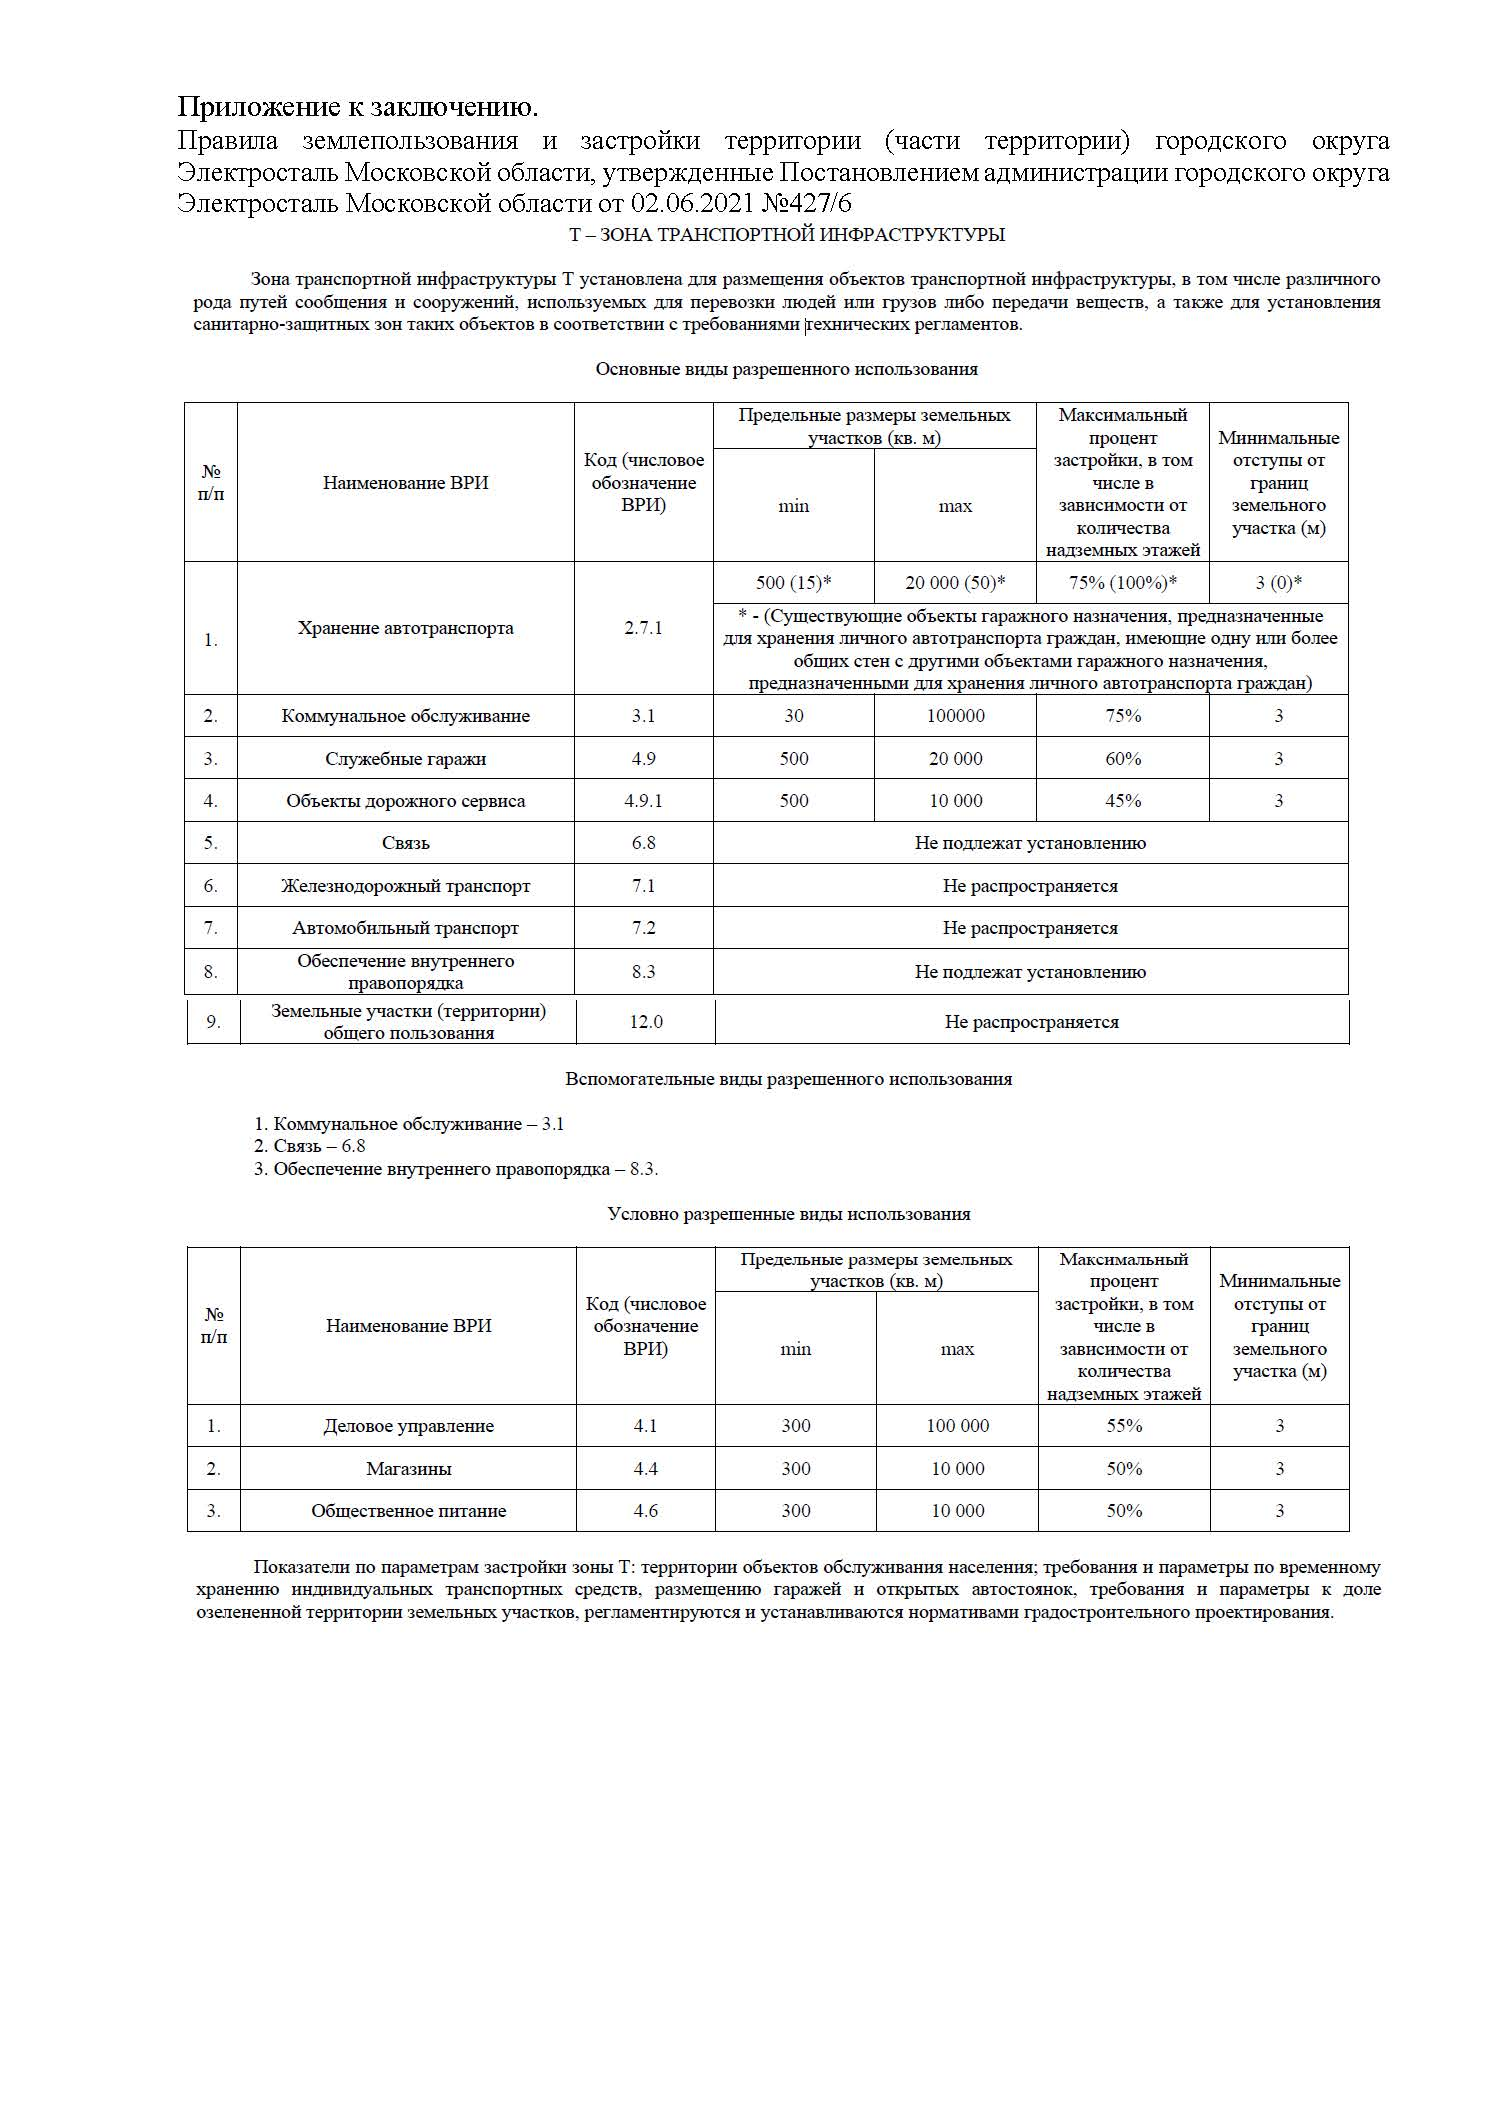 Приложение к заключению.
Правила землепользования и застройки территории (части территории) городского округа
Электросталь Московской области, утвержденные Постановлением администрации городского округа
Электросталь Московской области от 02.06.2021 №427/6
Т – ЗОНА ТРАНСПОРТНОЙ ИНФРАСТРУКТУРЫ
Зона транспортной инфраструктуры Т установлена для размещения объектов транспортной инфраструктуры, в том числе различного
рода путей сообщения и сооружений, используемых для перевозки людей или грузов либо передачи веществ, а также для установления
санитарно-защитных зон таких объектов в соответствии с требованиями технических регламентов.
Основные виды разрешенного использования
№
п/п
Наименование ВРИ
Код (числовое
обозначение
ВРИ)
Предельные размеры земельных
участков (кв. м)
min
max
Максимальный
процент
застройки, в том
числе в
зависимости от
количества
надземных этажей
Минимальные
отступы от
границ
земельного
участка (м)
1. Хранение автотранспорта 2.7.1 500 (15)* 20 000 (50)* 75% (100%)* 3 (0)*
* - (Существующие объекты гаражного назначения, предназначенные
для хранения личного автотранспорта граждан, имеющие одну или более
общих стен с другими объектами гаражного назначения,
предназначенными для хранения личного автотранспорта граждан)
2. Коммунальное обслуживание 3.1 30 100000 75% 3
3. Служебные гаражи 4.9 500 20 000 60% 3
4. Объекты дорожного сервиса 4.9.1 500 10 000 45% 3
5. Связь 6.8 Не подлежат установлению
6. Железнодорожный транспорт 7.1 Не распространяется
7. Автомобильный транспорт 7.2 Не распространяется
8. Обеспечение внутреннего
правопорядка 8.3 Не подлежат установлению
9. Земельные участки (территории)
общего пользования 12.0 Не распространяется
Вспомогательные виды разрешенного использования
1. Коммунальное обслуживание – 3.1
2. Связь – 6.8
3. Обеспечение внутреннего правопорядка – 8.3.
Условно разрешенные виды использования
№
п/п
Наименование ВРИ
Код (числовое
обозначение
ВРИ)
Предельные размеры земельных
участков (кв. м)
min
max
Максимальный
процент
застройки, в том
числе в
зависимости от
количества
надземных этажей
Минимальные
отступы от
границ
земельного
участка (м)
1. Деловое управление 4.1 300 100 000 55% 3
2. Магазины 4.4 300 10 000 50% 3
3. Общественное питание 4.6 300 10 000 50% 3
Показатели по параметрам застройки зоны Т: территории объектов обслуживания населения; требования и параметры по временному
хранению индивидуальных транспортных средств, размещению гаражей и открытых автостоянок, требования и параметры к доле
озелененной территории земельных участков, регламентируются и устанавливаются нормативами градостроительного проектирования.